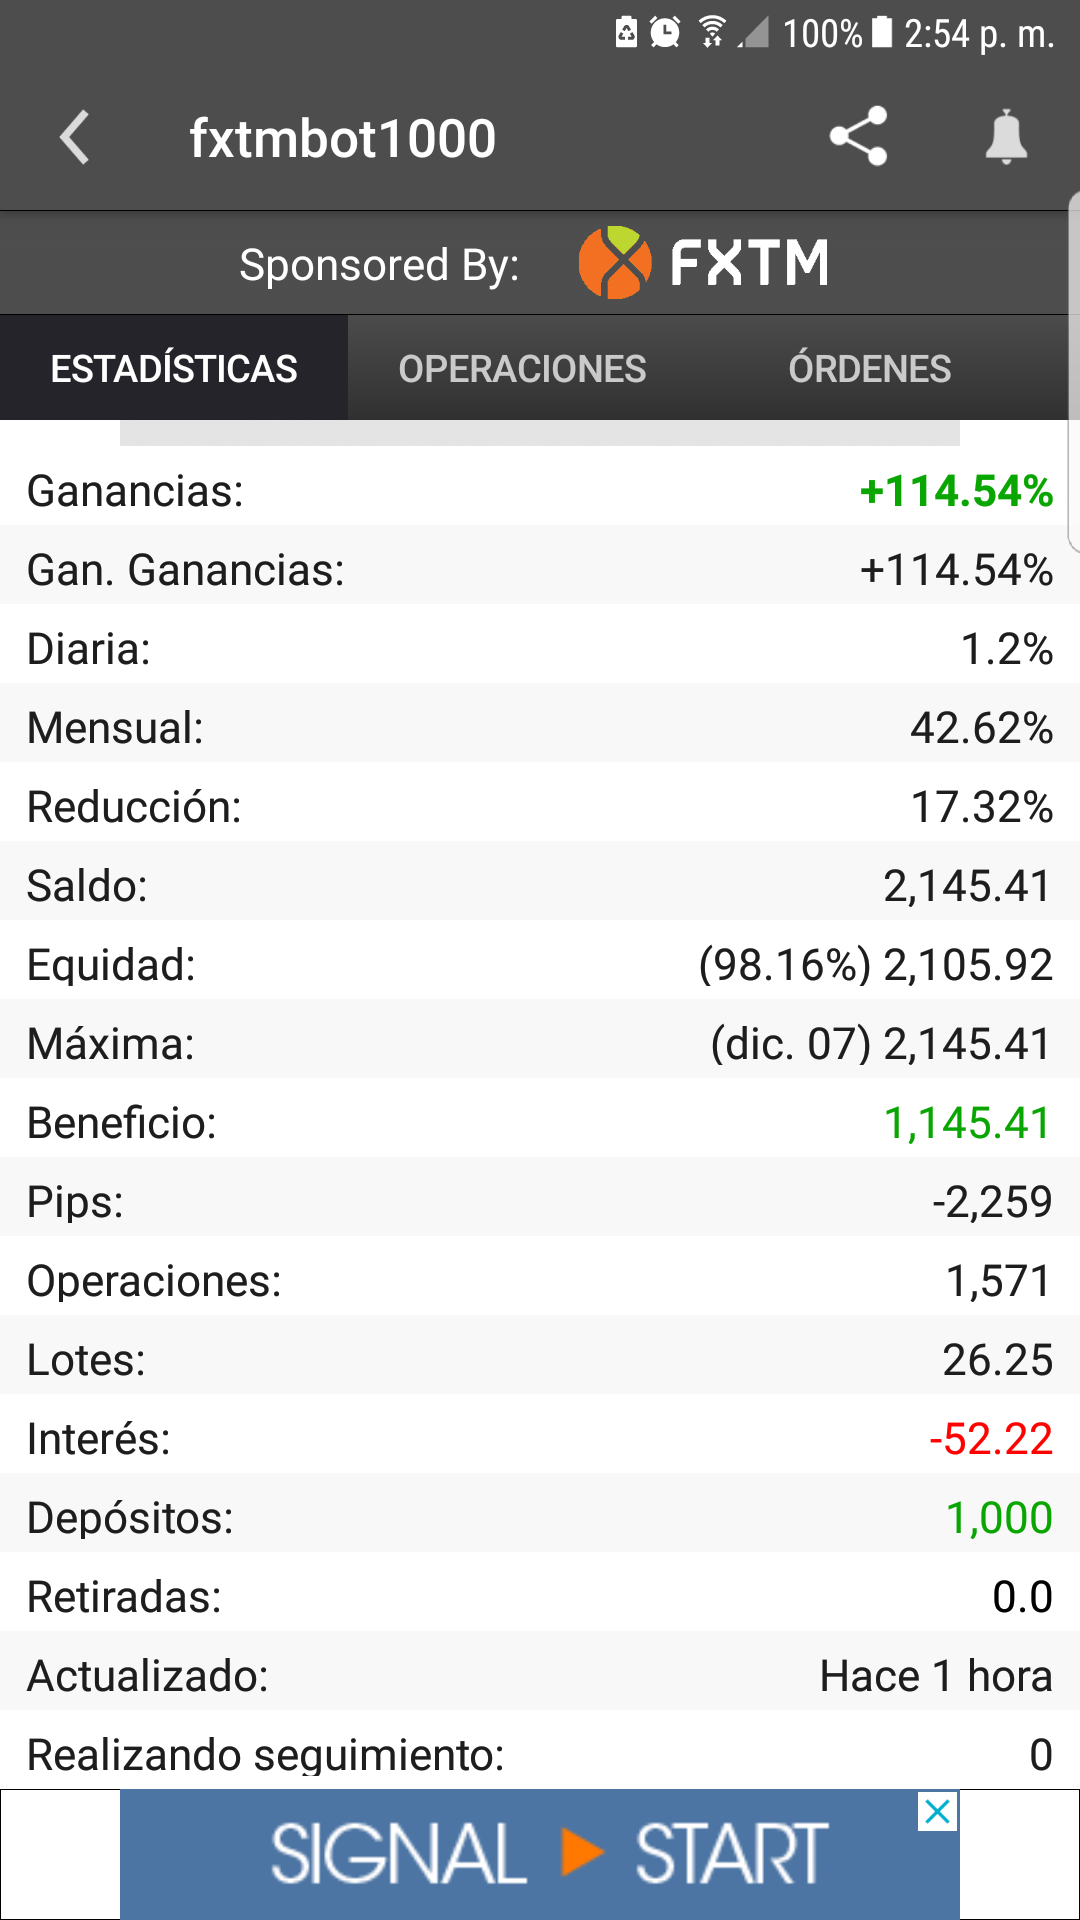 100% 2:54 p. m.
fxtmbot1000
Sponsored By: FXTM
ESTADÍSTICAS OPERACIONES ÓRDENES
Ganancias: +114.54%
Gan. Ganancias: +114.54%
Diaria: 1.2%
Mensual: 42.62%
Reducción: 17.32%
Saldo: 2,145.41
Equidad: (98.16%) 2,105.92
Máxima: (dic. 07) 2,145.41
Beneficio: 1,145.41
Pips: -2,259
Operaciones: 1,571
Lotes: 26.25
Interés: -52.22
Depósitos: 1,000
Retiradas: 0.0
Actualizado: Hace 1 hora
Realizando seguimiento: 0
SIGNAL START